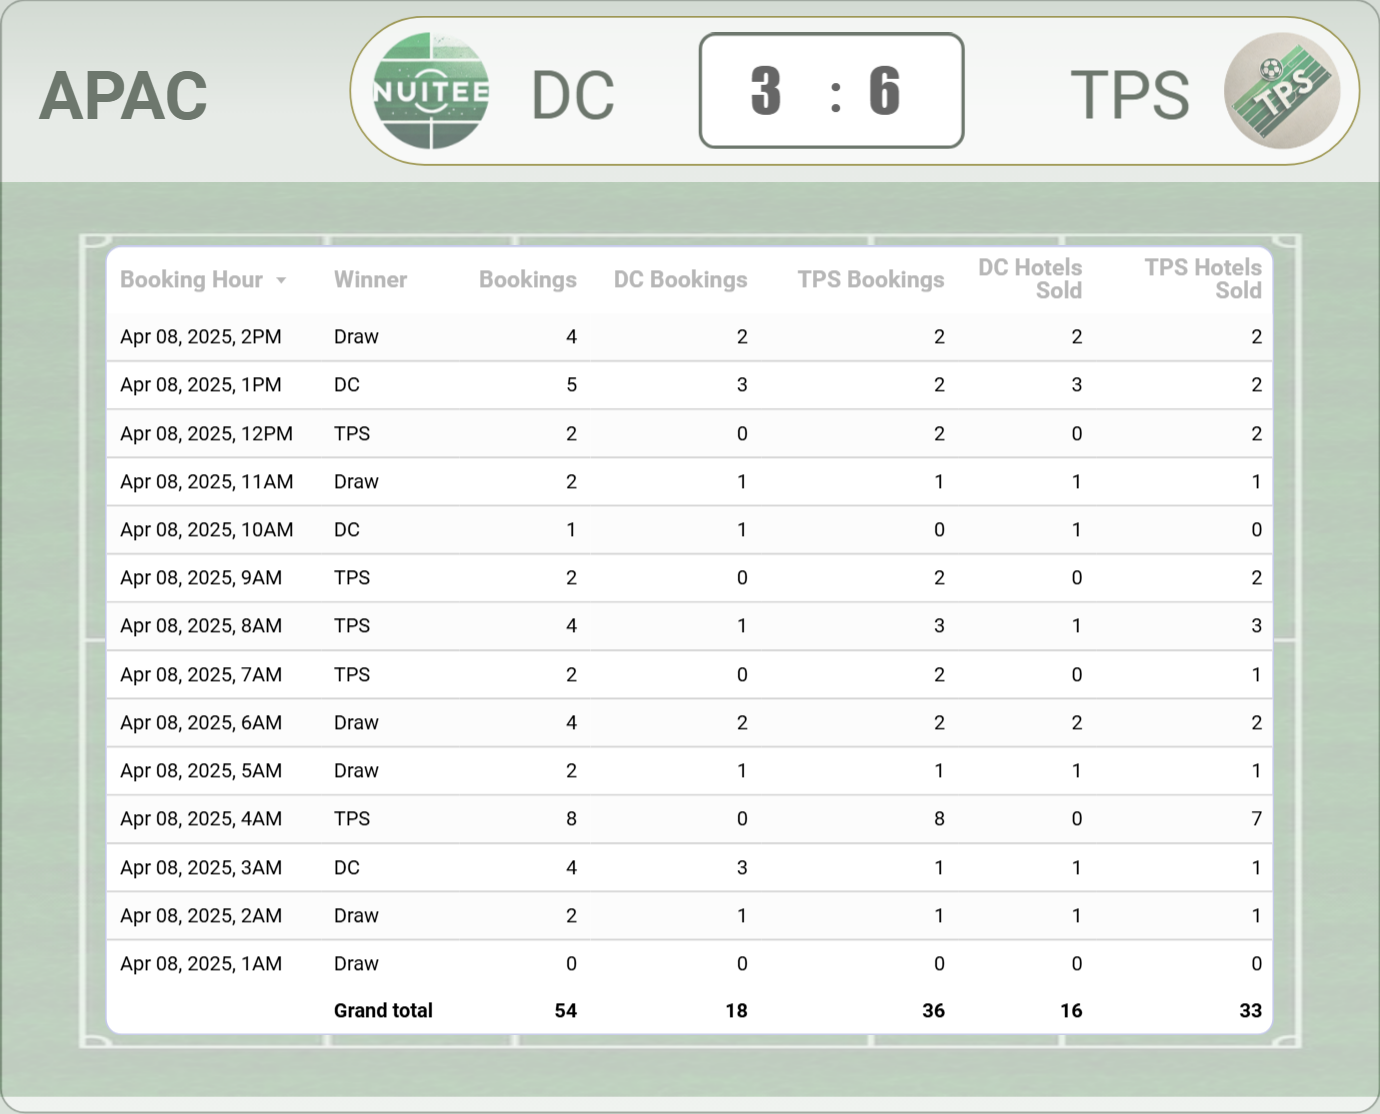 APAC
NUITEE
DC
3 : 6
TPS
TPS
Booking Hour Winner Bookings DC Bookings TPS Bookings DC Hotels Sold TPS Hotels Sold
Apr 08, 2025, 2PM Draw 4 2 2 2 2
Apr 08, 2025, 1PM DC 5 3 2 3 2
Apr 08, 2025, 12PM TPS 2 0 2 0 2
Apr 08, 2025, 11AM Draw 2 1 1 1 1
Apr 08, 2025, 10AM DC 1 1 0 1 0
Apr 08, 2025, 9AM TPS 2 0 2 0 2
Apr 08, 2025, 8AM TPS 4 1 3 1 3
Apr 08, 2025, 7AM TPS 2 0 2 0 1
Apr 08, 2025, 6AM Draw 4 2 2 2 2
Apr 08, 2025, 5AM Draw 2 1 1 1 1
Apr 08, 2025, 4AM TPS 8 0 8 0 7
Apr 08, 2025, 3AM DC 4 3 1 1 1
Apr 08, 2025, 2AM Draw 2 1 1 1 1
Apr 08, 2025, 1AM Draw 0 0 0 0 0
Grand total 54 18 36 16 33